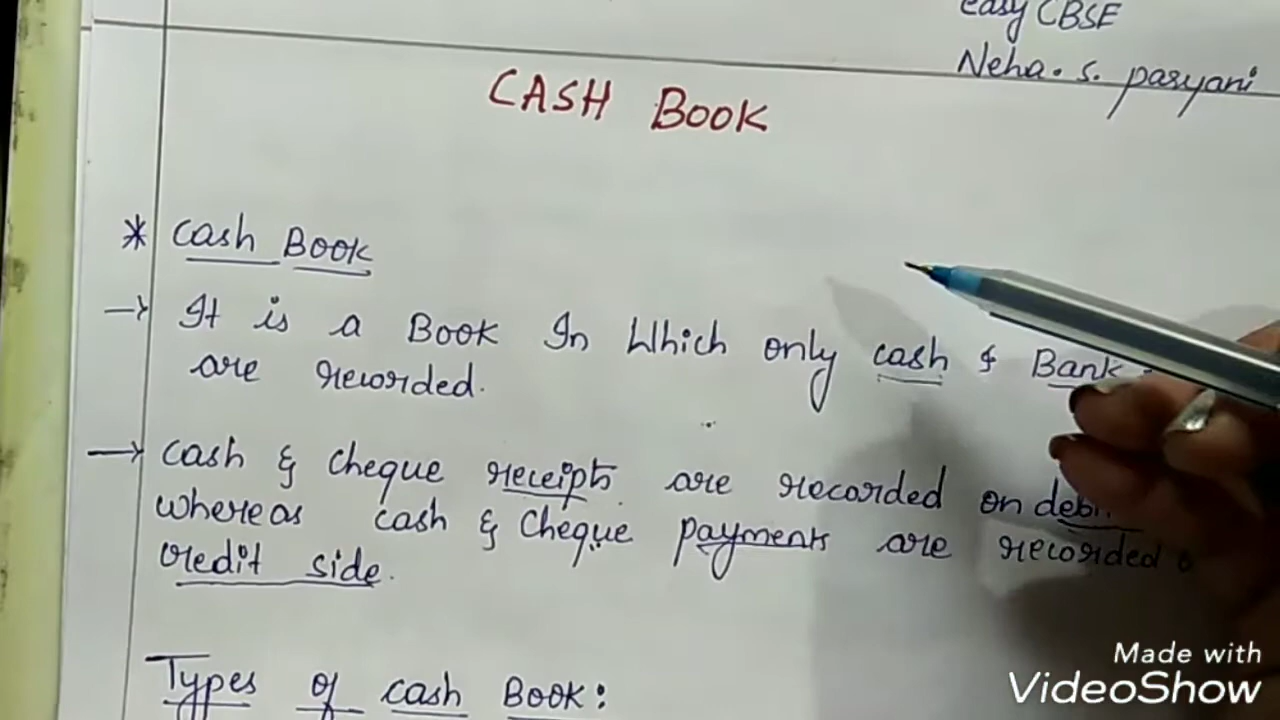 easy CBSE
Neha. S. Paryani
CASH BOOK
* Cash Book
→ It is a Book In Which only cash & Bank
are recorded.
→ Cash & cheque receipts are recorded on
whereas cash & Cheque payments are recorded
credit side.
Types of cash Book:
Made with
VideoShow